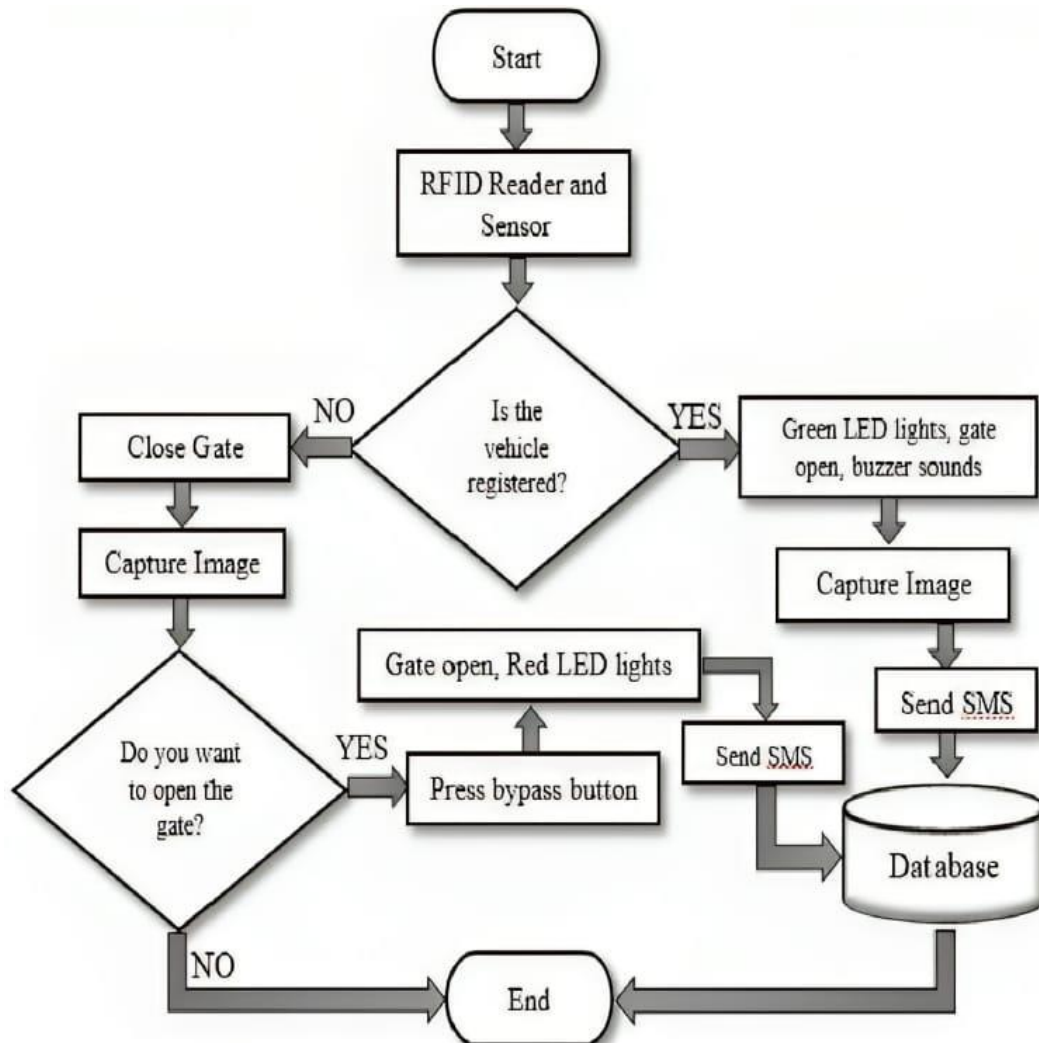 Start
RFID Reader and
Sensor
Is the
vehicle
registered?
NO
YES
Close Gate
Green LED lights, gate
open, buzzer sounds
Capture Image
Capture Image
Gate open, Red LED lights
Send SMS
Do you want
to open the
gate?
YES
Press bypass button
Send SMS
Database
NO
End